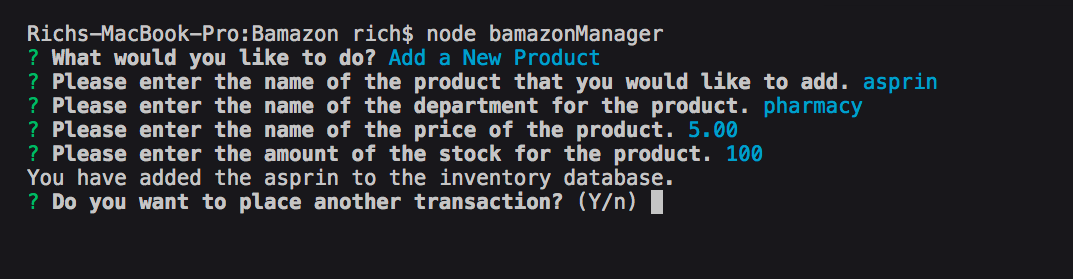 Richs-MacBook-Pro:Bamazon rich$ node bamazonManager
? What would you like to do? Add a New Product
? Please enter the name of the product that you would like to add. asprin
? Please enter the name of the department for the product. pharmacy
? Please enter the name of the price of the product. 5.00
? Please enter the amount of the stock for the product. 100
You have added the asprin to the inventory database.
? Do you want to place another transaction? (Y/n)